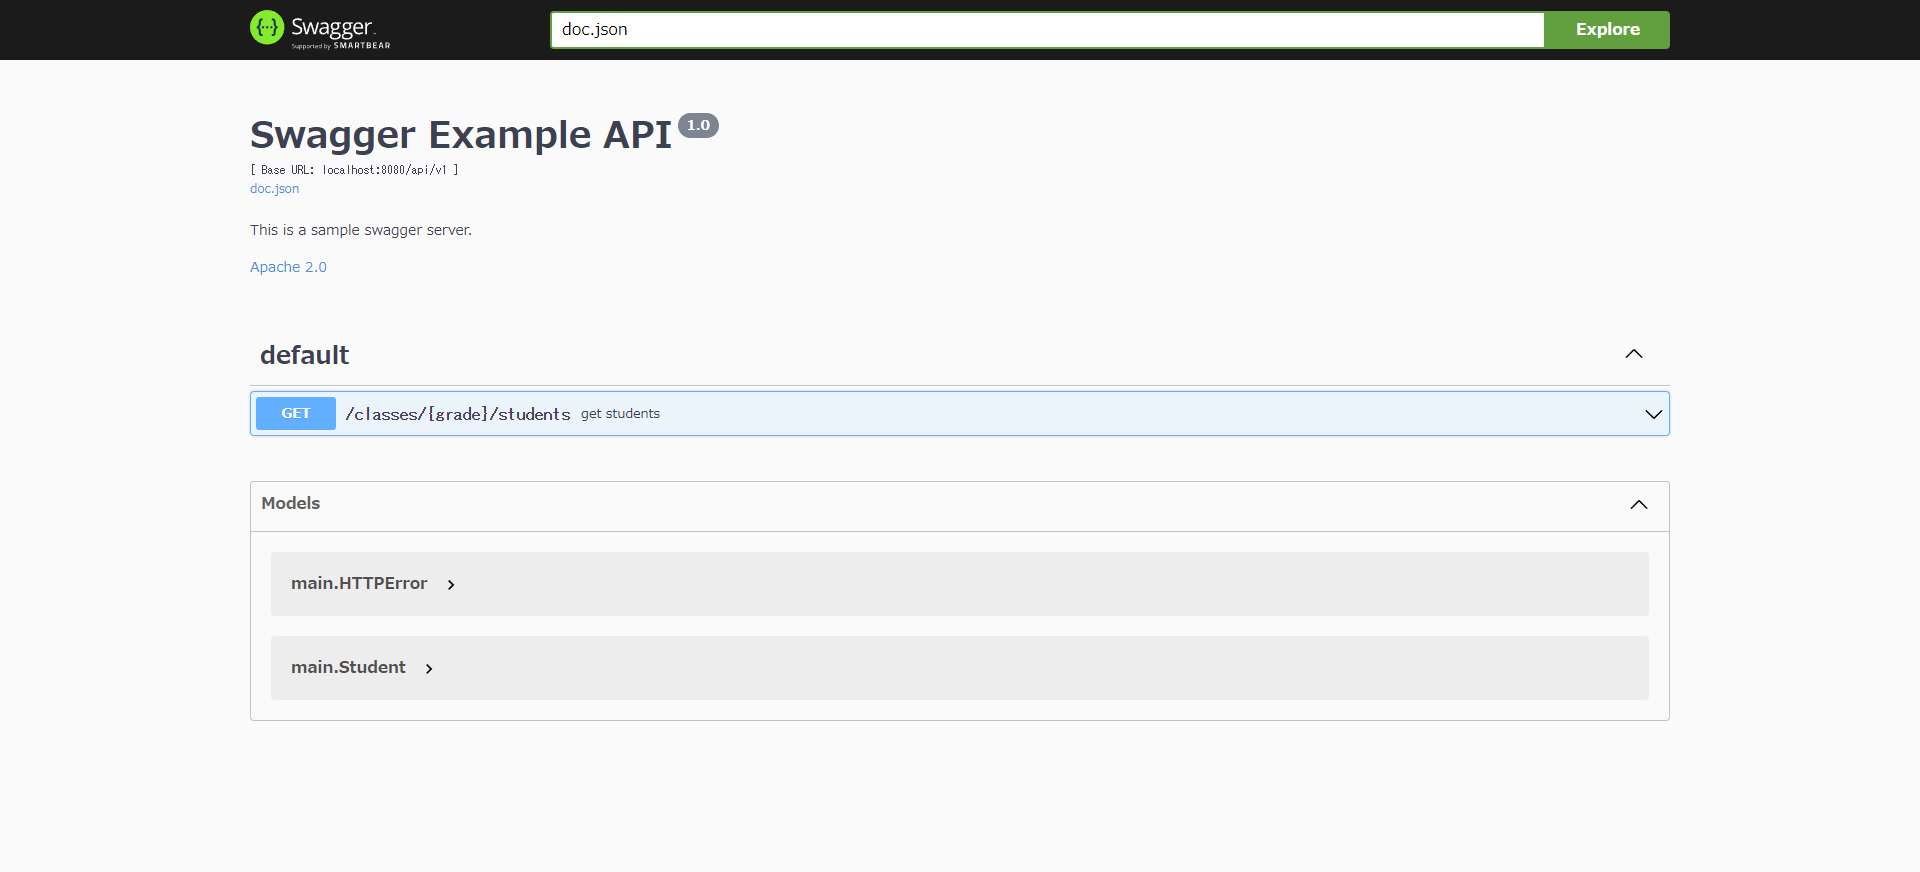 Swagger
Supported by SMARTBEAR
doc.json
Explore
Swagger Example API 1.0
[ Base URL: localhost:8080/api/v1 ]
doc.json
This is a sample swagger server.
Apache 2.0
default
GET /classes/{grade}/students get students
Models
main.HTTPError
main.Student